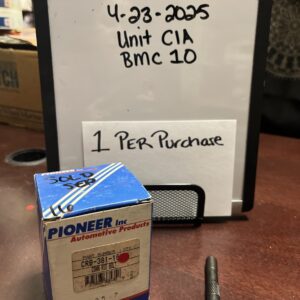 4-23-2025
Unit C1A
BMC 10
1 Per Purchase
SOLD
PIONEER Inc
Automotive Products